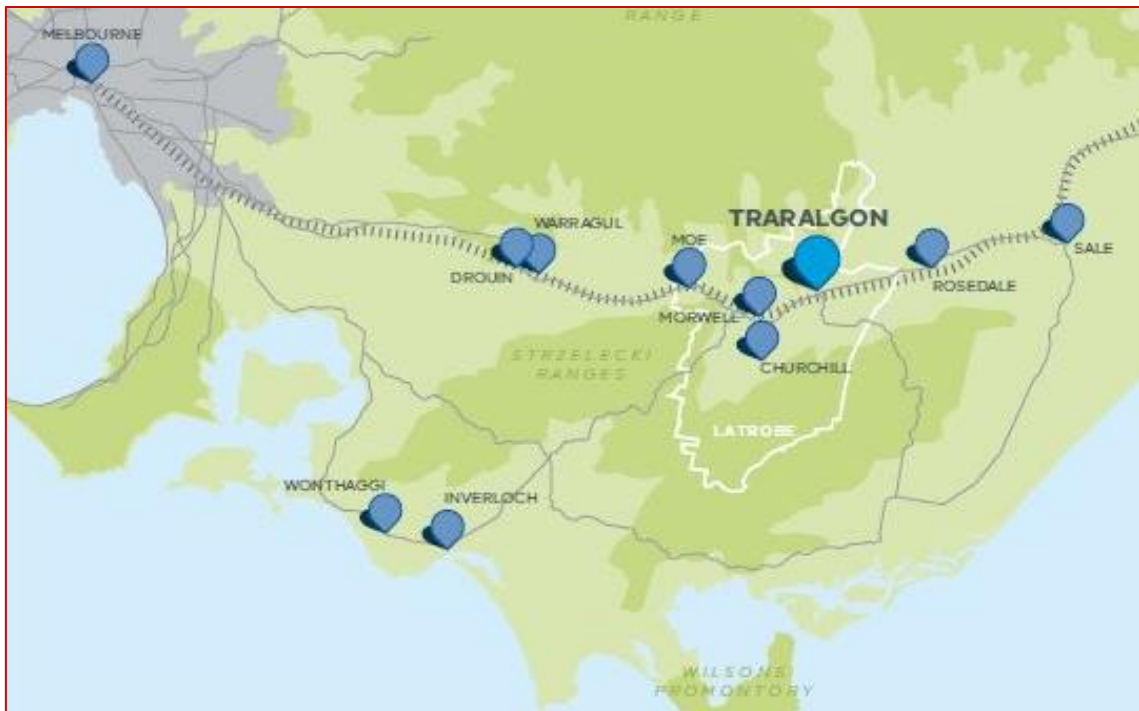 RANGE
MELBOURNE
TRARALGON
WARRAGUL
MOE
SALE
DROUIN
ROSEDALE
MORWELL
STRZELECKI
RANGES
CHURCHILL
LATROBE
WONTHAGGI
INVERLOCH
WILSONS
PROMONTORY